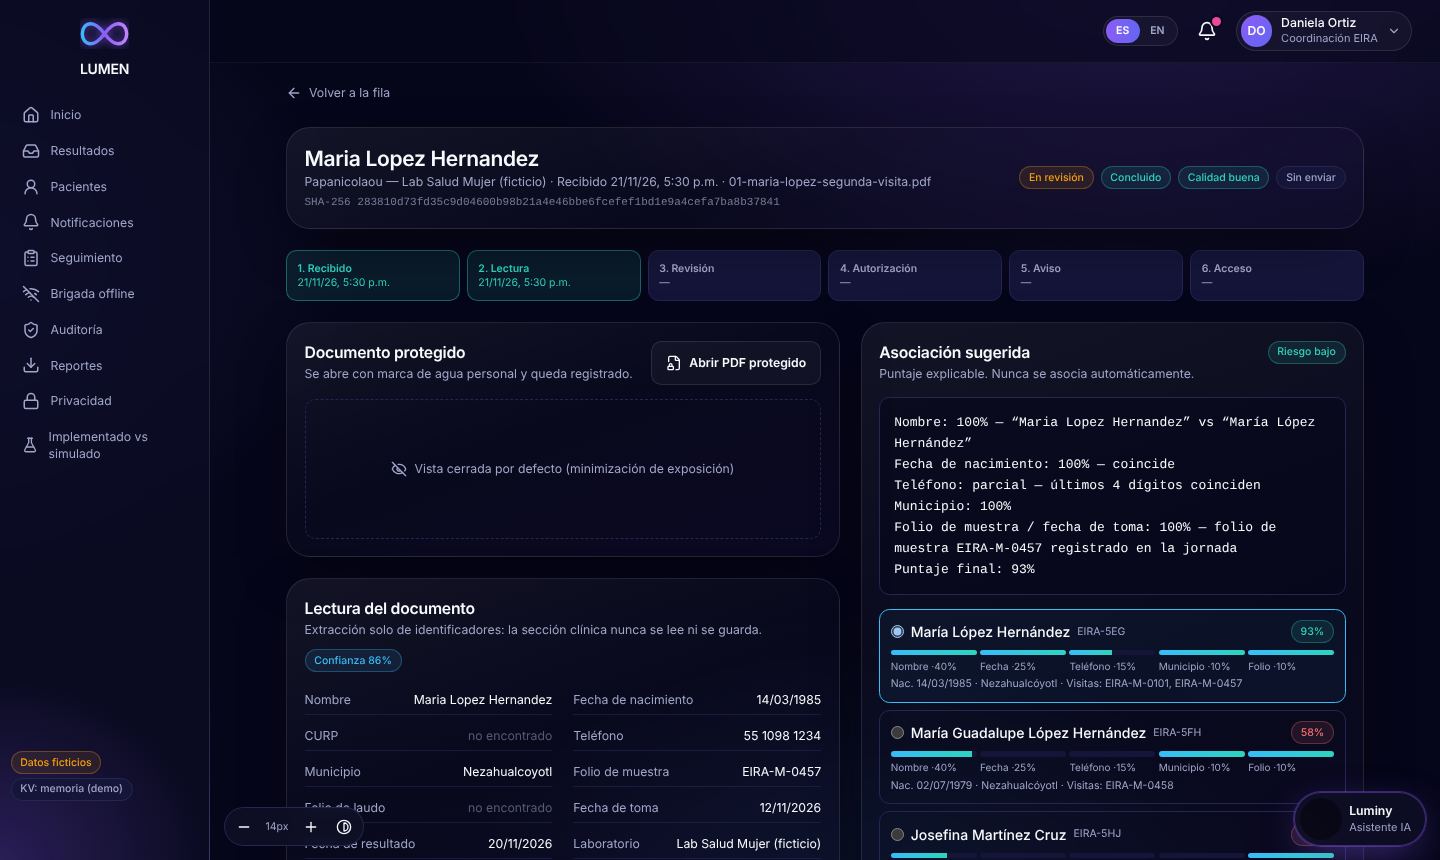 LUMEN
Inicio
Resultados
Pacientes
Notificaciones
Seguimiento
Brigada offline
Auditoría
Reportes
Privacidad
Implementado vs
simulado
Datos ficticios
KV: memoria (demo)
ES EN
DO
Daniela Ortiz
Coordinación EIRA
Volver a la fila
Maria Lopez Hernandez
Papanicolaou — Lab Salud Mujer (ficticio) · Recibido 21/11/26, 5:30 p.m. · 01-maria-lopez-segunda-visita.pdf
SHA-256 283810d73fd35c9d04600b98b21a4e46bbe6fcefef1bd1e9a4cefa7ba8b37841
En revisión
Concluido
Calidad buena
Sin enviar
1. Recibido
21/11/26, 5:30 p.m.
2. Lectura
21/11/26, 5:30 p.m.
3. Revisión
—
4. Autorización
—
5. Aviso
—
6. Acceso
—
Documento protegido
Se abre con marca de agua personal y queda registrado.
Abrir PDF protegido
Vista cerrada por defecto (minimización de exposición)
Lectura del documento
Extracción solo de identificadores: la sección clínica nunca se lee ni se guarda.
Confianza 86%
Nombre Maria Lopez Hernandez
Fecha de nacimiento 14/03/1985
CURP no encontrado
Teléfono 55 1098 1234
Municipio Nezahualcoyotl
Folio de muestra EIRA-M-0457
laudo no encontrado
Fecha de toma 12/11/2026
de resultado 20/11/2026
Laboratorio Lab Salud Mujer (ficticio)
14px
Asociación sugerida
Riesgo bajo
Puntaje explicable. Nunca se asocia automáticamente.
Nombre: 100% — “Maria Lopez Hernandez” vs “María López
Hernández”
Fecha de nacimiento: 100% — coincide
Teléfono: parcial — últimos 4 dígitos coinciden
Municipio: 100%
Folio de muestra / fecha de toma: 100% — folio de
muestra EIRA-M-0457 registrado en la jornada
Puntaje final: 93%
María López Hernández EIRA-5EG 93%
Nombre ·40% Fecha ·25% Teléfono ·15% Municipio ·10% Folio ·10%
Nac. 14/03/1985 · Nezahualcóyotl · Visitas: EIRA-M-0101, EIRA-M-0457
María Guadalupe López Hernández EIRA-5FH 58%
Nombre ·40% Fecha ·25% Teléfono ·15% Municipio ·10% Folio ·10%
Nac. 02/07/1979 · Nezahualcóyotl · Visitas: EIRA-M-0458
Josefina Martínez Cruz EIRA-5HJ
Luminy
Asistente IA